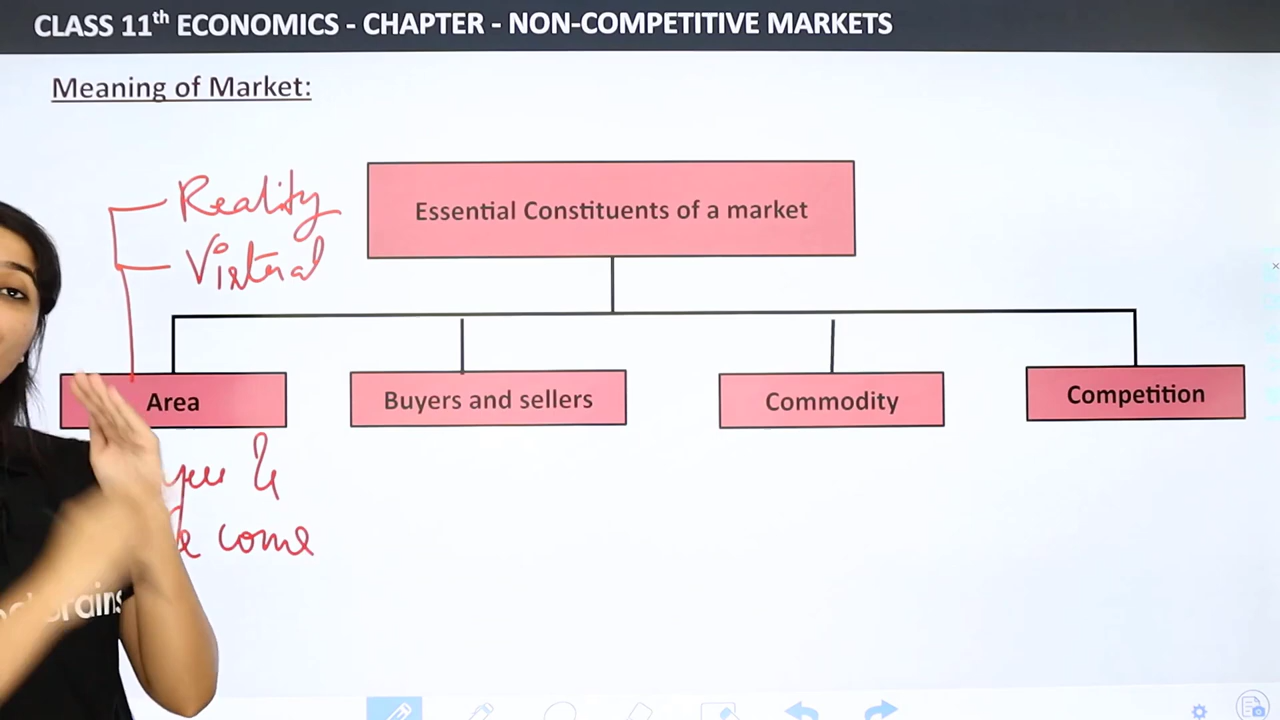 CLASS 11th ECONOMICS - CHAPTER - NON-COMPETITIVE MARKETS
Meaning of Market:
Reality
Virtual
Essential Constituents of a market
Area
Buyers and sellers
Commodity
Competition
&
come